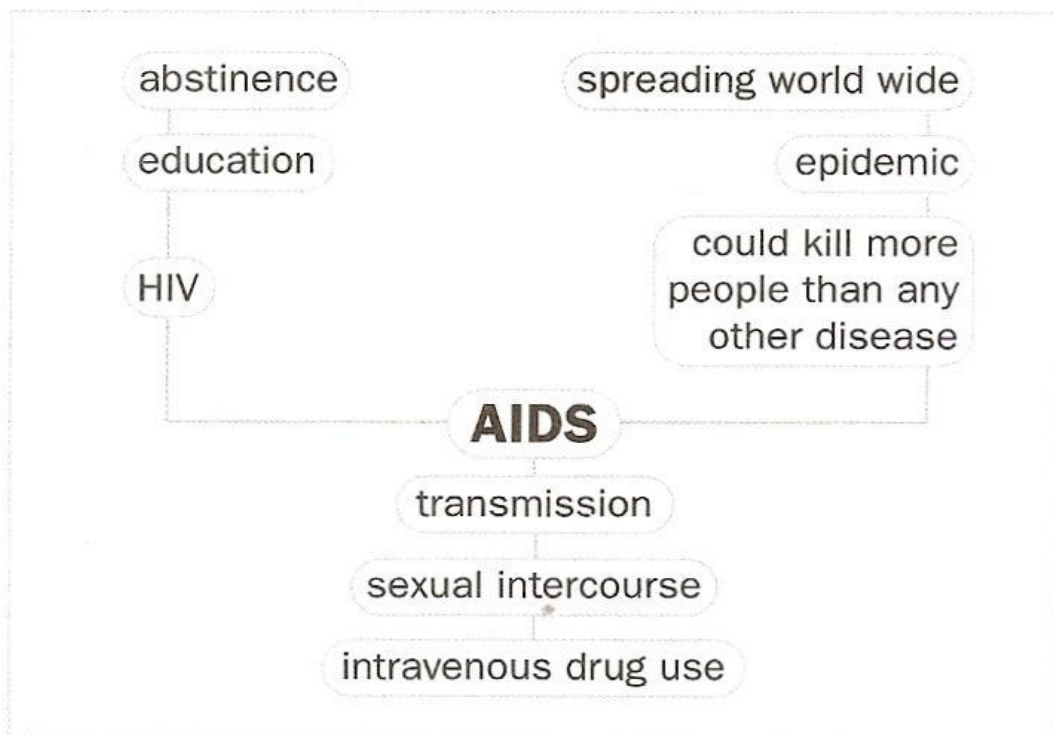 abstinence
education
HIV
spreading world wide
epidemic
could kill more
people than any
other disease
AIDS
transmission
sexual intercourse
intravenous drug use